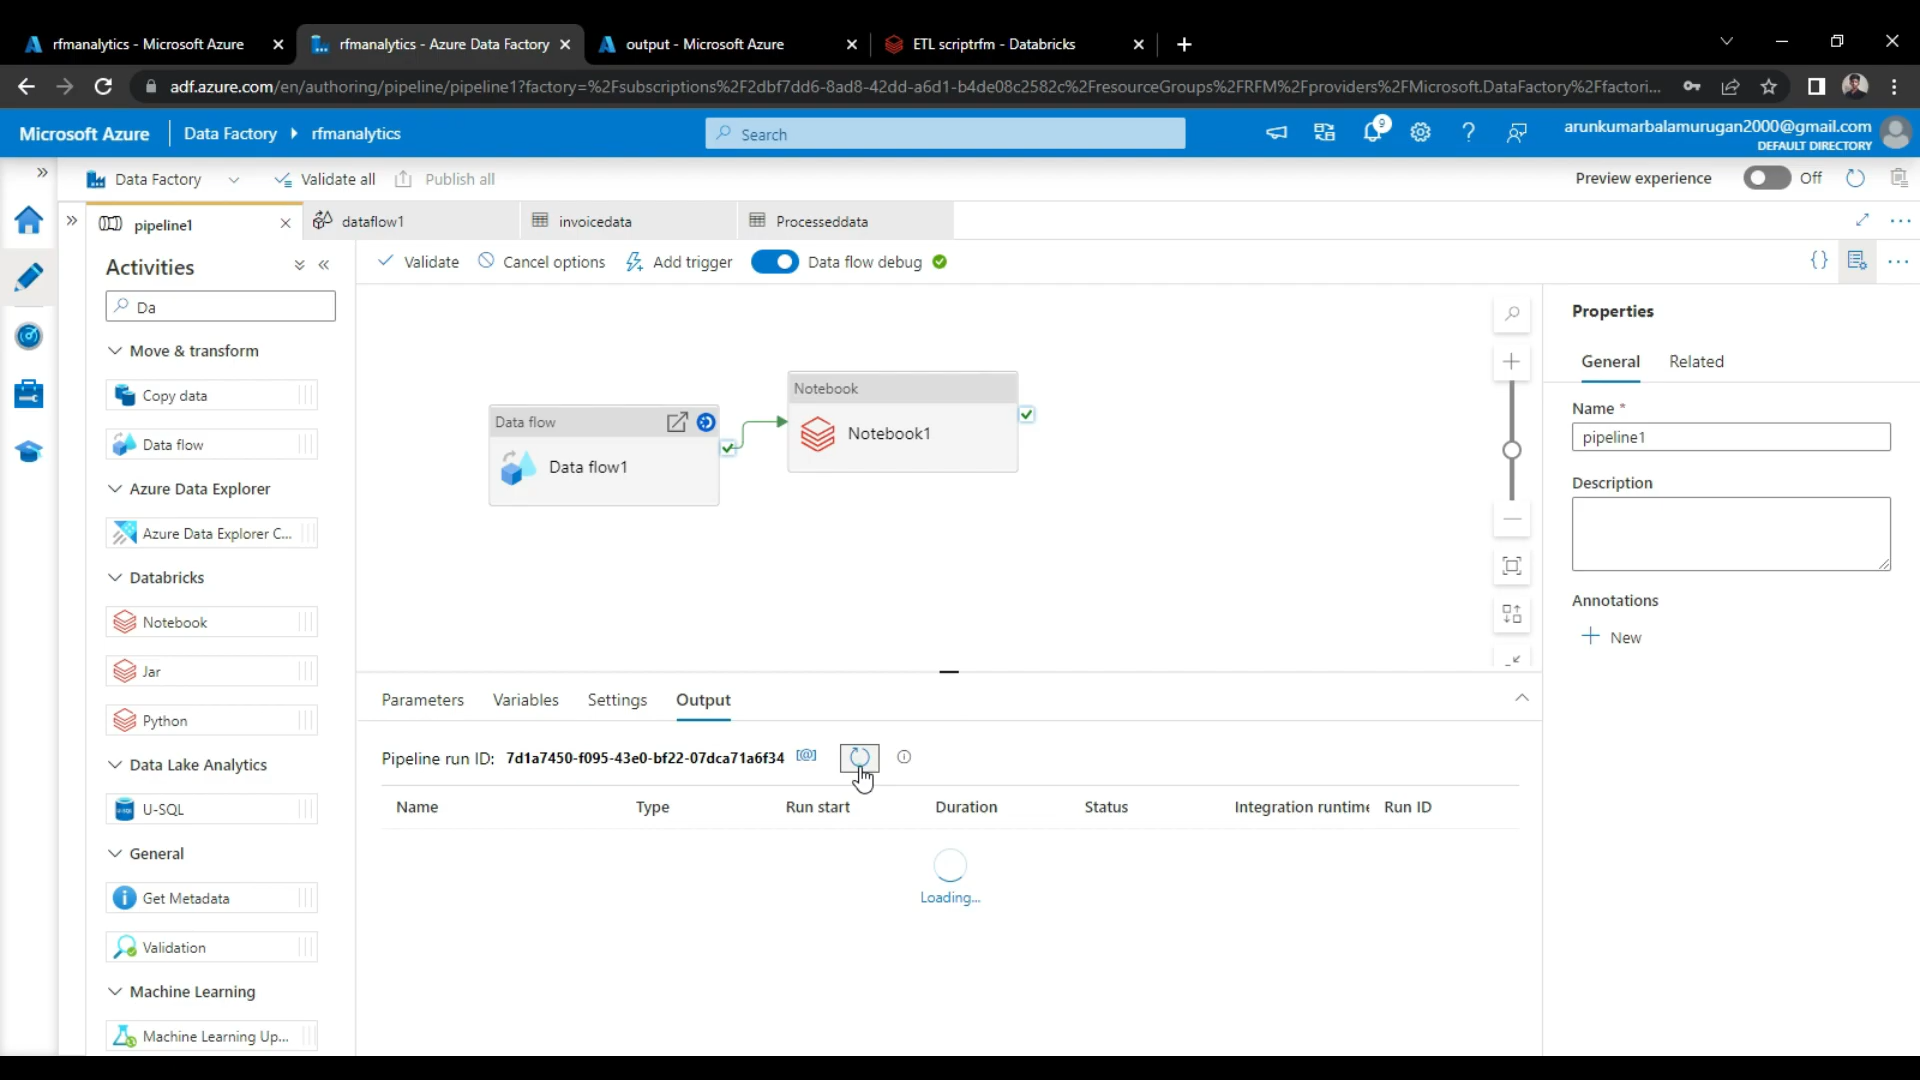 rfmanalytics - Microsoft Azure
rfmanalytics - Azure Data Factory
output - Microsoft Azure
ETL scriptrfm - Databricks
adf.azure.com/en/authoring/pipeline/pipeline1?factory=%2Fsubscriptions%2F2dbf7dd6-8ad8-42dd-a6d1-b4de08c2582c%2FresourceGroups%2FRFM%2Fproviders%2FMicrosoft.DataFactory%2Ffactori...
Microsoft Azure
Data Factory
rfmanalytics
Search
9
arunkumarbalamurugan2000@gmail.com
DEFAULT DIRECTORY
Data Factory
Validate all
Publish all
Preview experience
Off
pipeline1
dataflow1
invoicedata
Processeddata
Activities
Da
Move & transform
Copy data
Data flow
Azure Data Explorer
Azure Data Explorer C...
Databricks
Notebook
Jar
Python
Data Lake Analytics
U-SQL
General
Get Metadata
Validation
Machine Learning
Machine Learning Up...
Validate
Cancel options
Add trigger
Data flow debug
Data flow
Data flow1
Notebook
Notebook1
Parameters
Variables
Settings
Output
Pipeline run ID: 7d1a7450-f095-43e0-bf22-07dca71a6f34
Name
Type
Run start
Duration
Status
Integration runtime
Run ID
Loading...
Properties
General
Related
Name *
pipeline1
Description
Annotations
New